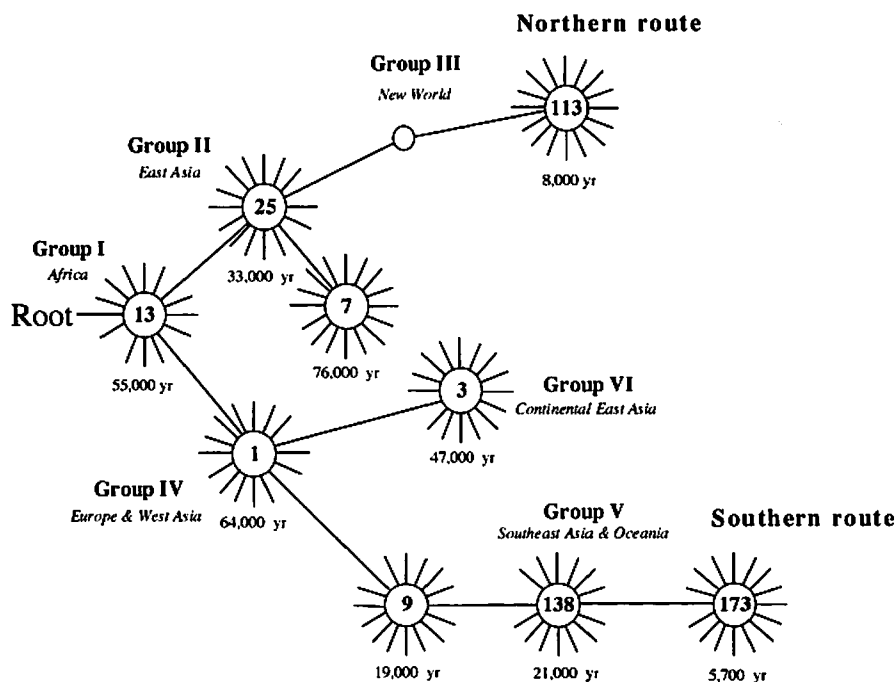 Northern route
Group III
New World
113
8,000 yr
Group II
East Asia
25
33,000 yr
Group I
Africa
Root
13
55,000 yr
7
76,000 yr
3
47,000 yr
Group VI
Continental East Asia
1
64,000 yr
Group IV
Europe & West Asia
Group V
Southeast Asia & Oceania
Southern route
9
19,000 yr
138
21,000 yr
173
5,700 yr